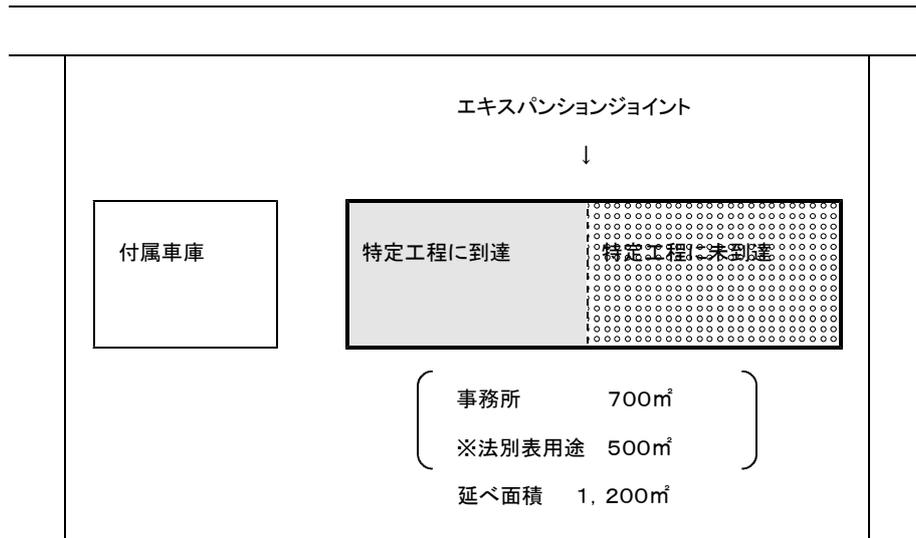 エキスパンションジョイント
↓
付属車庫
特定工程に到達
特定工程に未到達
事務所 700㎡
※法別表用途 500㎡
延べ面積 1,200㎡